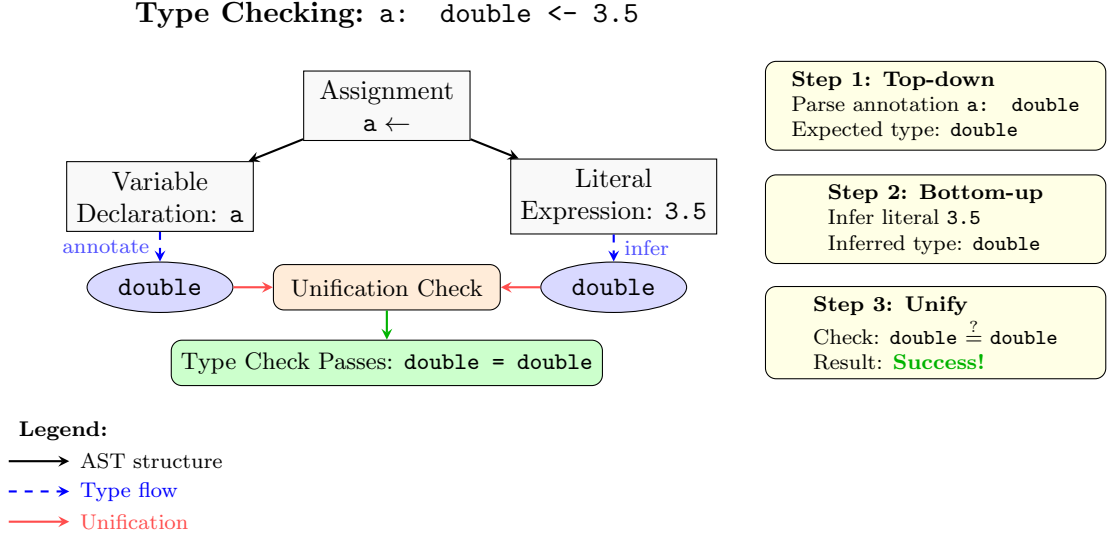 Type Checking: a: double <- 3.5
Assignment
a ←
Variable
Declaration: a
Literal
Expression: 3.5
annotate
infer
double
Unification Check
double
Type Check Passes: double = double
Step 1: Top-down
Parse annotation a: double
Expected type: double
Step 2: Bottom-up
Infer literal 3.5
Inferred type: double
Step 3: Unify
Check: double ≟ double
Result: Success!
Legend:
AST structure
Type flow
Unification